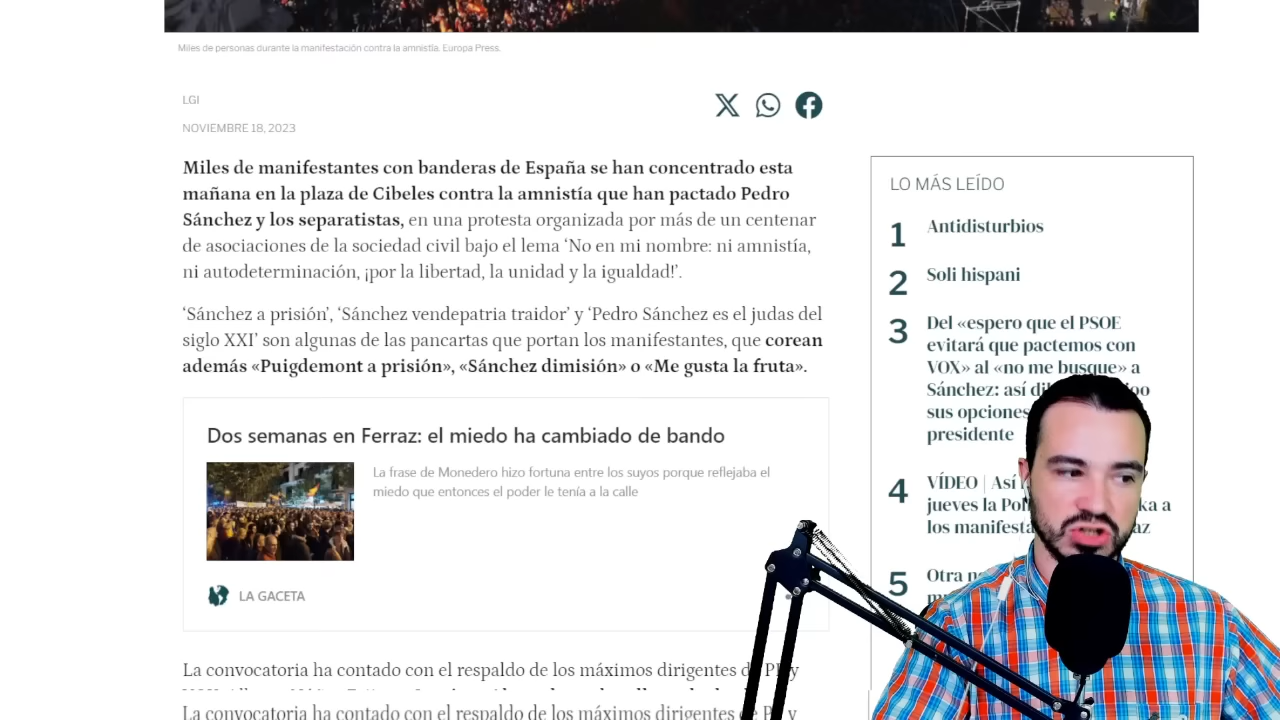 Miles de personas durante la manifestación contra la amnistía. Europa Press.
LGI
NOVIEMBRE 18, 2023
Miles de manifestantes con banderas de España se han concentrado esta
mañana en la plaza de Cibeles contra la amnistía que han pactado Pedro
Sánchez y los separatistas, en una protesta organizada por más de un centenar
de asociaciones de la sociedad civil bajo el lema ‘No en mi nombre: ni amnistía,
ni autodeterminación, ¡por la libertad, la unidad y la igualdad!’.
‘Sánchez a prisión’, ‘Sánchez vendepatria traidor’ y ‘Pedro Sánchez es el judas del
siglo XXI’ son algunas de las pancartas que portan los manifestantes, que corean
además «Puigdemont a prisión», «Sánchez dimisión» o «Me gusta la fruta».
Dos semanas en Ferraz: el miedo ha cambiado de bando
La frase de Monedero hizo fortuna entre los suyos porque reflejaba el
miedo que entonces el poder le tenía a la calle
LA GACETA
La convocatoria ha contado con el respaldo de los máximos dirigentes de PP y
La convocatoria ha contado con el respaldo de los máximos dirigentes de PP y
LO MÁS LEÍDO
1 Antidisturbios
2 Soli hispani
3 Del «espero que el PSOE
evitará que pactemos con
VOX» al «no me busque» a
Sánchez: así
sus opciones
presidente
4 VÍDEO | Así
jueves la a
los
5 Otra